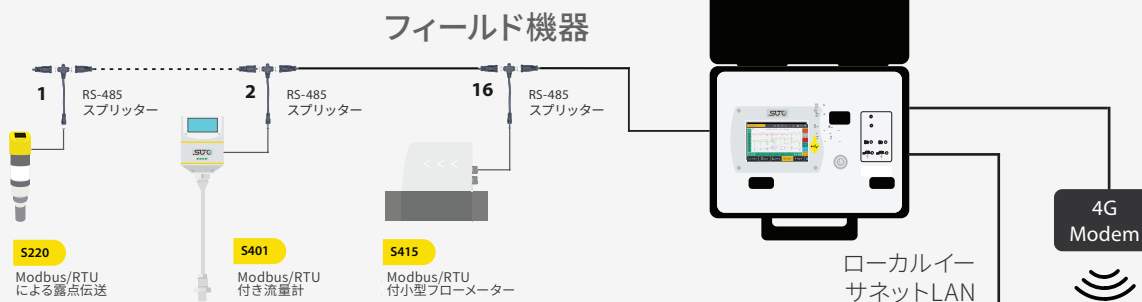 フィールド機器
1
RS-485
スプリッター
2
RS-485
スプリッター
16
RS-485
スプリッター
SUTO
SUTO
S220
Modbus/RTU
による露点伝送
S401
Modbus/RTU
付き流量計
S415
Modbus/RTU
付小型フローメーター
ローカルイー
サネットLAN
4G
Modem